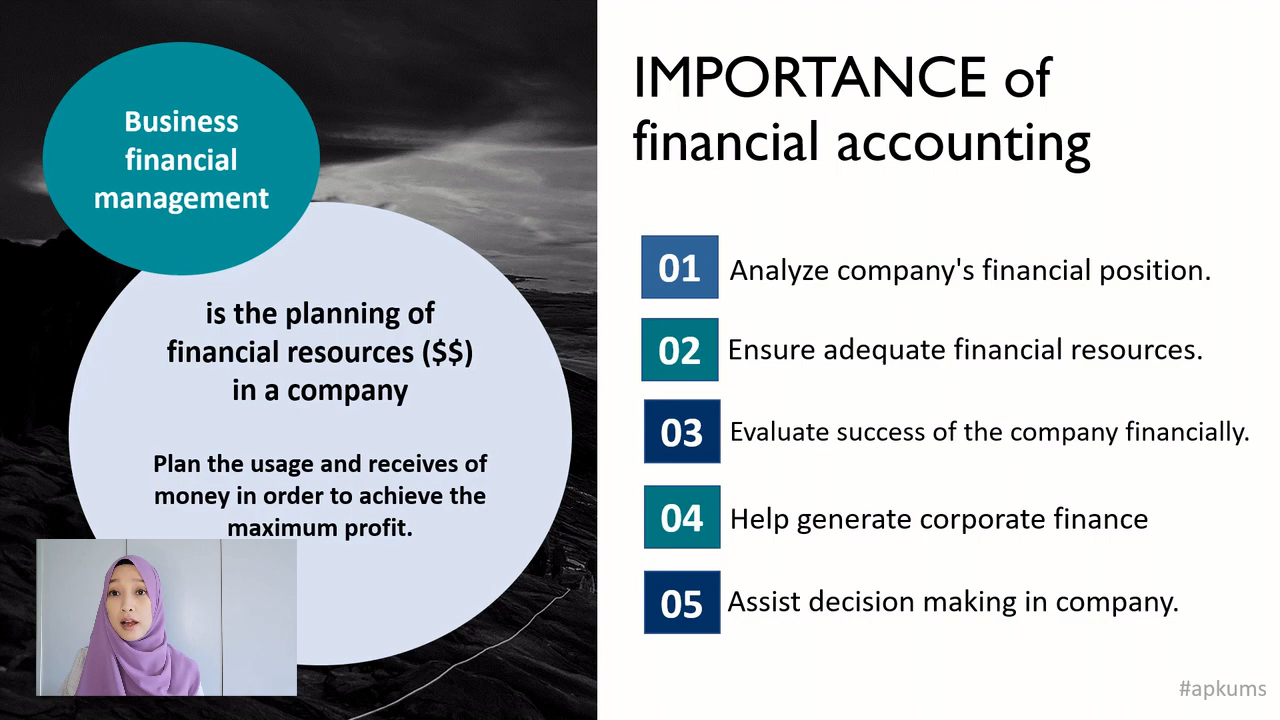 Business
financial
management
is the planning of
financial resources ($$)
in a company
Plan the usage and receives of
money in order to achieve the
maximum profit.
IMPORTANCE of
financial accounting
01 Analyze company's financial position.
02 Ensure adequate financial resources.
03 Evaluate success of the company financially.
04 Help generate corporate finance
05 Assist decision making in company.
#apkums